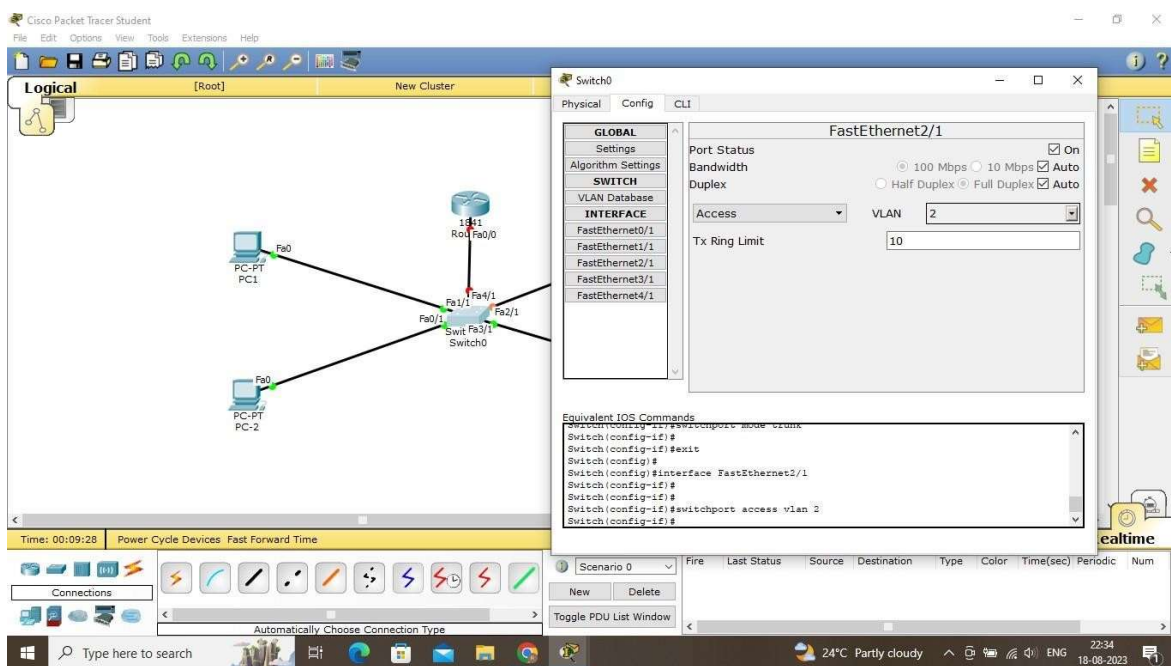 Cisco Packet Tracer Student
File Edit Options View Tools Extensions Help
Logical [Root] New Cluster
1841
Rou Fa0/0
Fa0
PC-PT
PC1
Fa1/1 Fa4/1
Fa0/1 Fa2/1
Swit Fa3/1
Switch0
Fa0
PC-PT
PC-2
Switch0
Physical Config CLI
GLOBAL
Settings
Algorithm Settings
SWITCH
VLAN Database
INTERFACE
FastEthernet0/1
FastEthernet1/1
FastEthernet2/1
FastEthernet3/1
FastEthernet4/1
FastEthernet2/1
Port Status On
Bandwidth 100 Mbps 10 Mbps Auto
Duplex Half Duplex Full Duplex Auto
Access VLAN 2
Tx Ring Limit 10
Equivalent IOS Commands
Switch(config-if)#switchport mode trunk
Switch(config-if)#
Switch(config-if)#exit
Switch(config)#
Switch(config)#interface FastEthernet2/1
Switch(config-if)#
Switch(config-if)#
Switch(config-if)#switchport access vlan 2
Switch(config-if)#
Time: 00:09:28 Power Cycle Devices Fast Forward Time ealtime
Connections
Automatically Choose Connection Type
Scenario 0
New Delete
Toggle PDU List Window
Fire Last Status Source Destination Type Color Time(sec) Periodic Num
Type here to search
24°C Partly cloudy ENG 22:34
18-08-2023